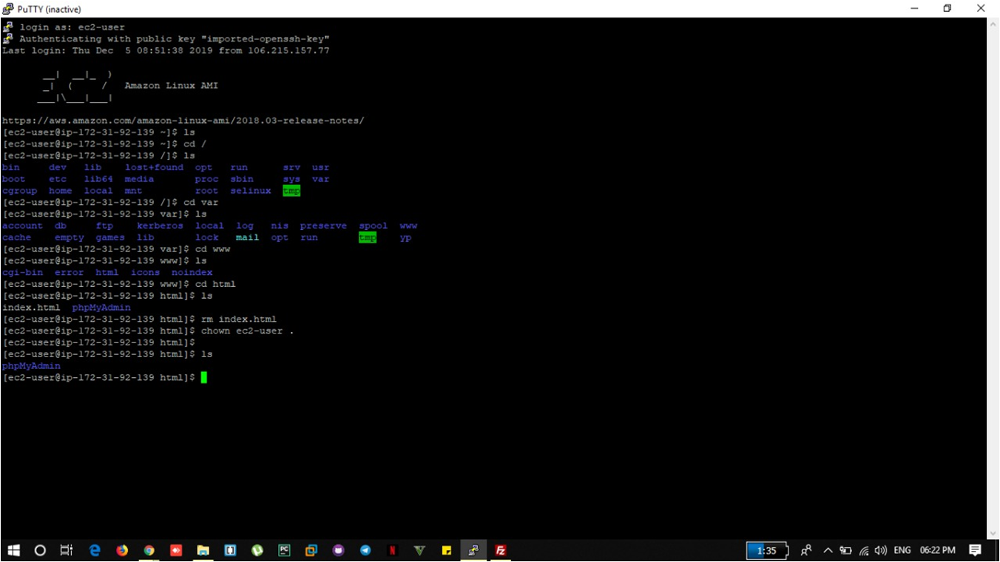 PuTTY (inactive)
login as: ec2-user
Authenticating with public key "imported-openssh-key"
Last login: Thu Dec  5 08:51:38 2019 from 106.215.157.77
       __|  __|_  )
       _|  (     /   Amazon Linux AMI
      ___|\___|___|
https://aws.amazon.com/amazon-linux-ami/2018.03-release-notes/
[ec2-user@ip-172-31-92-139 ~]$ ls
[ec2-user@ip-172-31-92-139 ~]$ cd /
[ec2-user@ip-172-31-92-139 /]$ ls
bin     dev   lib    lost+found  opt   run      srv  usr
boot    etc   lib64  media       proc  sbin     sys  var
cgroup  home  local  mnt         root  selinux  tmp
[ec2-user@ip-172-31-92-139 /]$ cd var
[ec2-user@ip-172-31-92-139 var]$ ls
account  db     ftp    kerberos  local  log   nis  preserve  spool  www
cache    empty  games  lib       lock   mail  opt  run       tmp    yp
[ec2-user@ip-172-31-92-139 var]$ cd www
[ec2-user@ip-172-31-92-139 www]$ ls
cgi-bin  error  html  icons  noindex
[ec2-user@ip-172-31-92-139 www]$ cd html
[ec2-user@ip-172-31-92-139 html]$ ls
index.html  phpMyAdmin
[ec2-user@ip-172-31-92-139 html]$ rm index.html
[ec2-user@ip-172-31-92-139 html]$ chown ec2-user .
[ec2-user@ip-172-31-92-139 html]$
[ec2-user@ip-172-31-92-139 html]$ ls
phpMyAdmin
[ec2-user@ip-172-31-92-139 html]$
PC N V Fz 1:35 ENG 06:22 PM